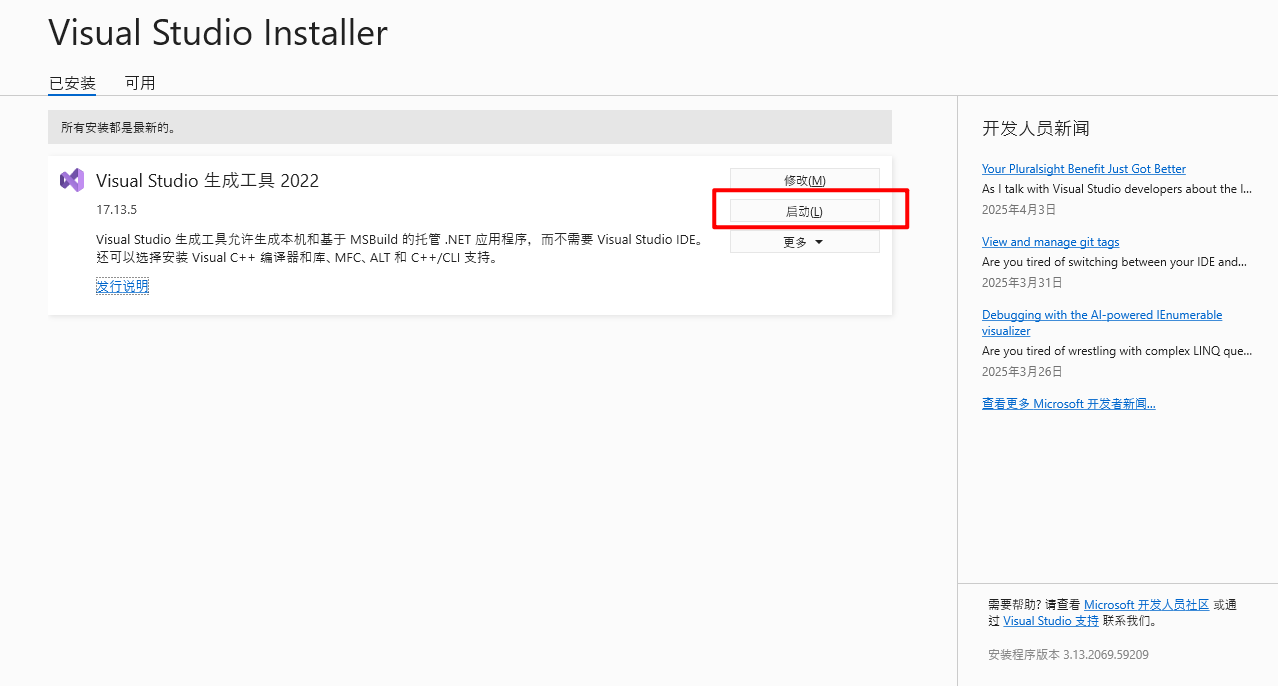 Visual Studio Installer
已安装
可用
所有安装都是最新的。
Visual Studio 生成工具 2022
17.13.5
Visual Studio 生成工具允许生成本机和基于 MSBuild 的托管 .NET 应用程序，而不需要 Visual Studio IDE。
还可以选择安装 Visual C++ 编译器和库、MFC、ALT 和 C++/CLI 支持。
发行说明
修改(M)
启动(L)
更多
开发人员新闻
Your Pluralsight Benefit Just Got Better
As I talk with Visual Studio developers about the l...
2025年4月3日
View and manage git tags
Are you tired of switching between your IDE and...
2025年3月31日
Debugging with the AI-powered IEnumerable
visualizer
Are you tired of wrestling with complex LINQ que...
2025年3月26日
查看更多 Microsoft 开发者新闻...
需要帮助? 请查看 Microsoft 开发人员社区 或通
过 Visual Studio 支持 联系我们。
安装程序版本 3.13.2069.59209